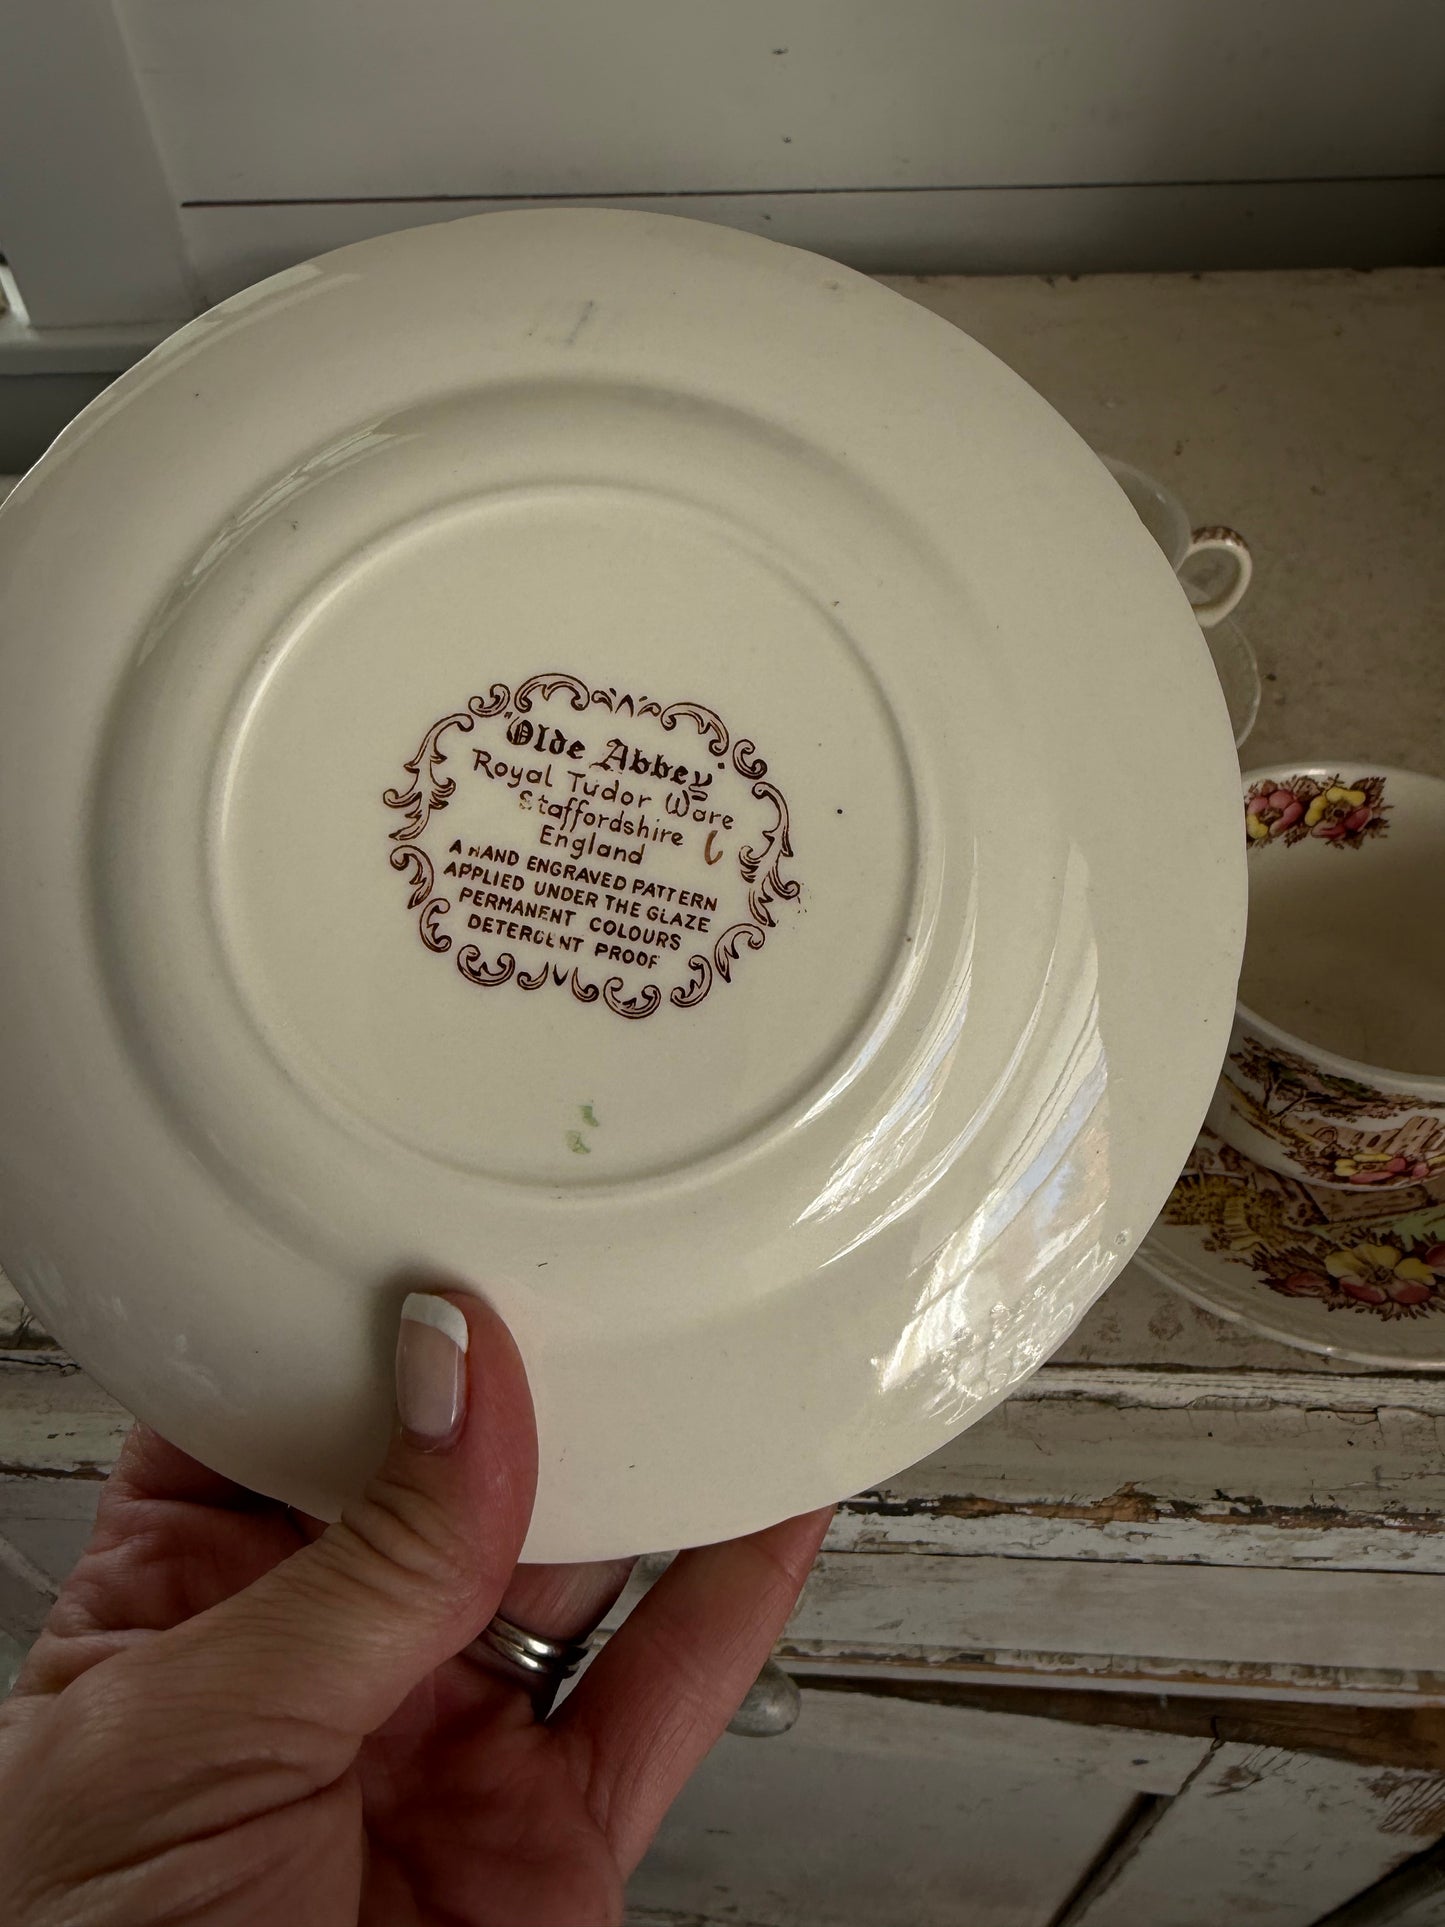 "Olde Abbey"
Royal Tudor Ware
Staffordshire
England
A HAND ENGRAVED PATTERN
APPLIED UNDER THE GLAZE
PERMANENT COLOURS
DETERGENT PROOF